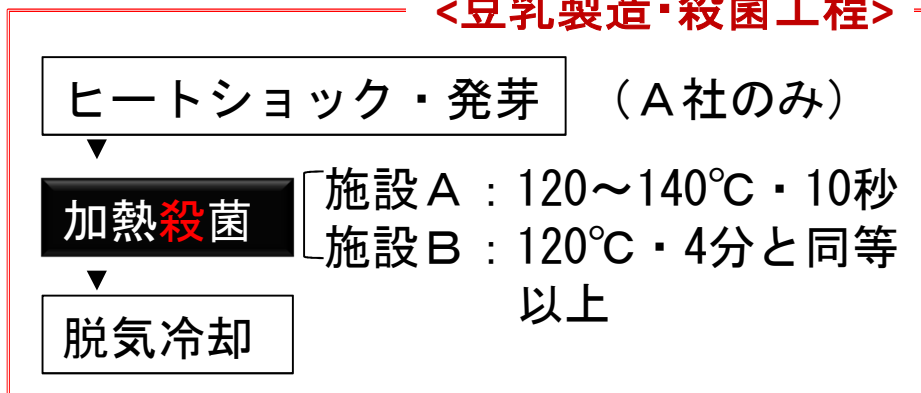 <豆乳製造・殺菌工程>
ヒートショック・発芽 （Ａ社のみ）
▼
加熱殺菌
施設Ａ：120～140℃・10秒
施設Ｂ：120℃・4分と同等
以上
▼
脱気冷却